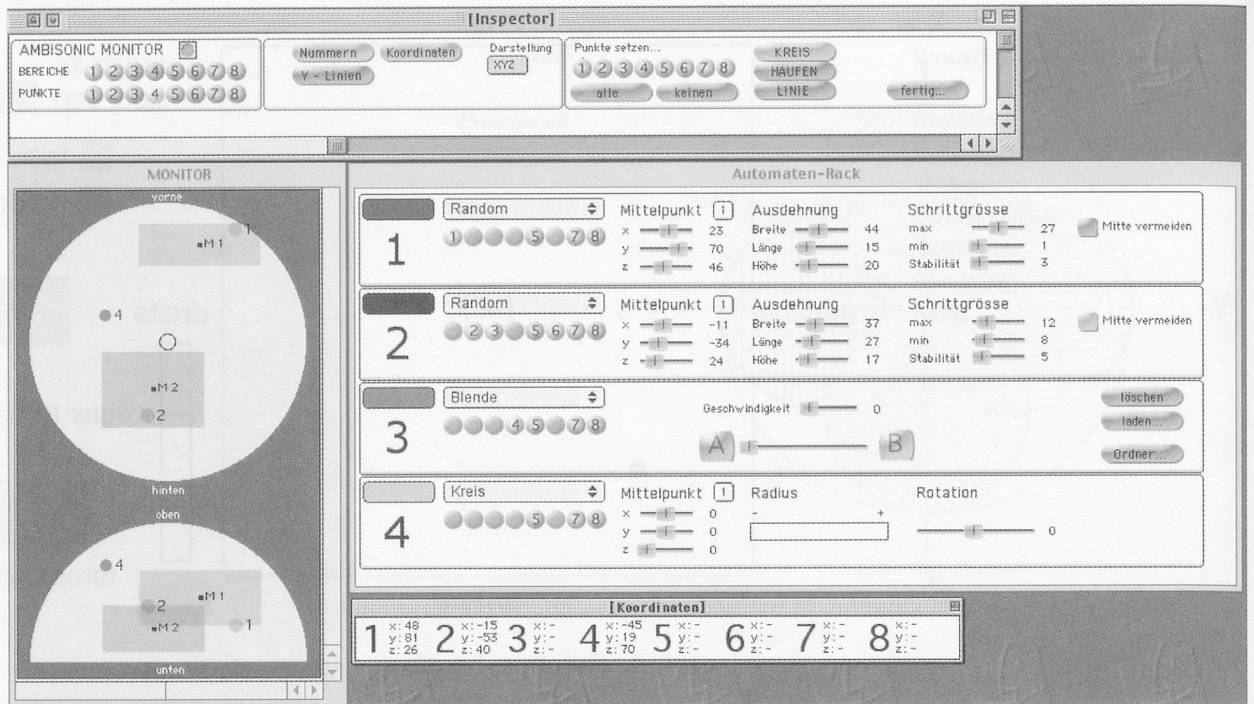 [Inspector]
AMBISONIC MONITOR
BEREICHE 1 2 3 4 5 6 7 8
PUNKTE 1 2 3 4 5 6 7 8
Nummern Koordinaten
Y - Linien
Darstellung
XYZ
Punkte setzen...
1 2 3 4 5 6 7 8
alle keinen
KREIS
HAUFEN
LINIE
fertig...
MONITOR
vorne
1
M 1
4
M 2
2
hinten
oben
4
M 1
2
M 2
1
unten
Automaten-Rack
1
Random
1 5 7 8
Mittelpunkt 1
x 23
y 70
z 46
Ausdehnung
Breite 44
Länge 15
Höhe 20
Schrittgrösse
max 27
min 1
Stabilität 3
Mitte vermeiden
2
Random
2 3 5 6 7 8
Mittelpunkt 1
x -11
y -34
z 24
Ausdehnung
Breite 37
Länge 27
Höhe 17
Schrittgrösse
max 12
min 8
Stabilität 5
Mitte vermeiden
3
Blende
4 5 7 8
Geschwindigkeit 0
A B
löschen
laden...
Ordner...
4
Kreis
5 7 8
Mittelpunkt 1
x 0
y 0
z 0
Radius
- +
Rotation
0
[Koordinaten]
1 x: 48 y: 81 z: 26
2 x:-15 y:-53 z: 40
3 x:- y:- z:-
4 x:-45 y: 19 z: 70
5 x:- y:- z:-
6 x:- y:- z:-
7 x:- y:- z:-
8 x:- y:- z:-